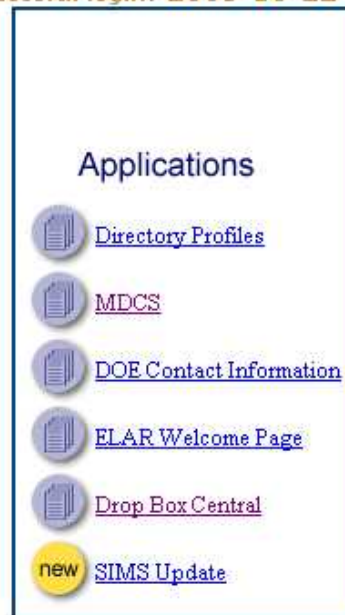 Applications
Directory Profiles
MDCS
DOE Contact Information
ELAR Welcome Page
Drop Box Central
new SIMS Update